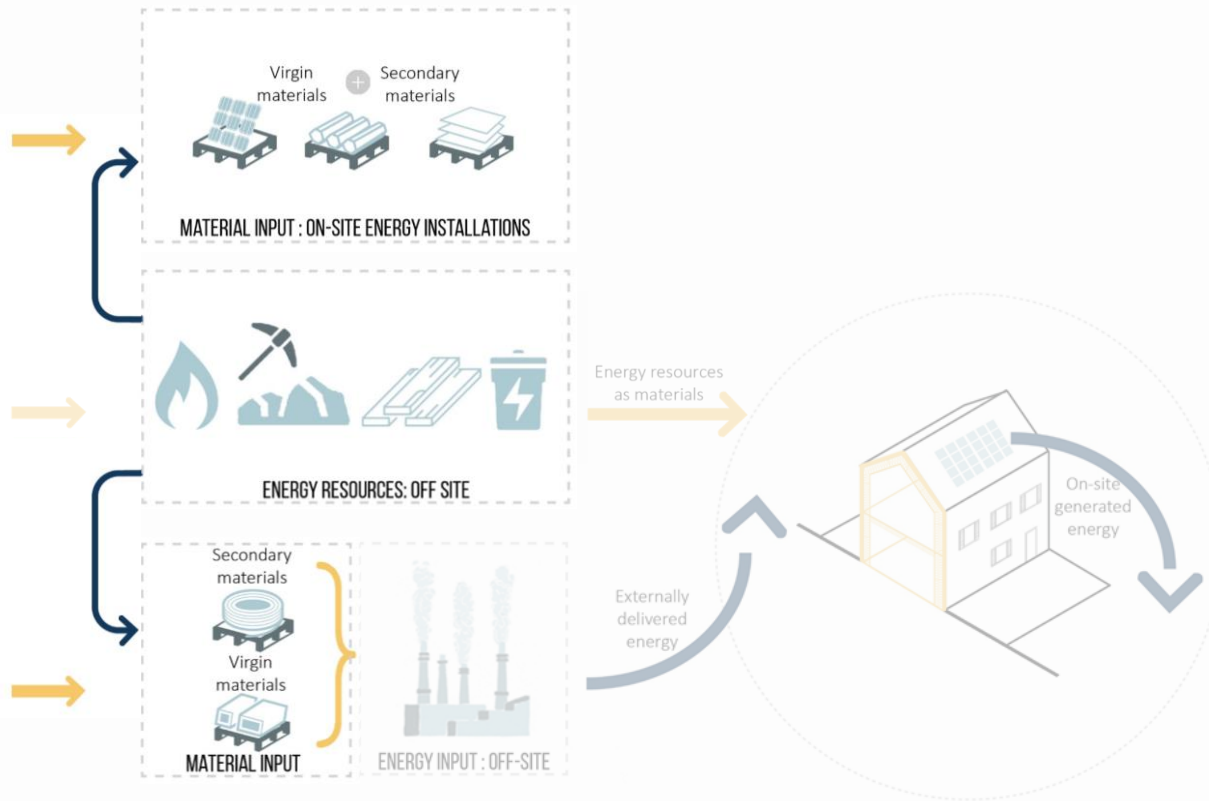 Virgin
materials
+
Secondary
materials
MATERIAL INPUT : ON-SITE ENERGY INSTALLATIONS
ENERGY RESOURCES: OFF SITE
Energy resources
as materials
On-site
generated
energy
Secondary
materials
Virgin
materials
MATERIAL INPUT
ENERGY INPUT : OFF-SITE
Externally
delivered
energy